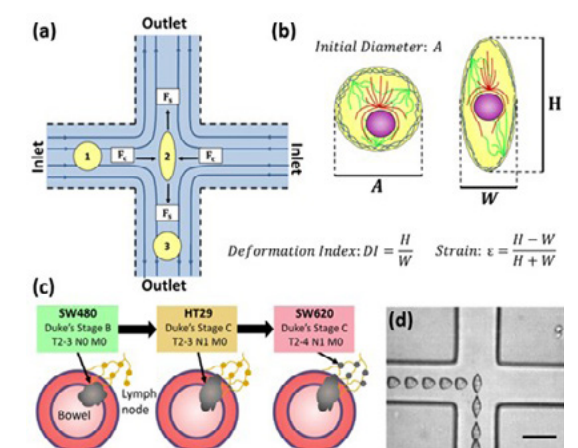 (a)
Outlet
Inlet
1
2
3
Fs
Fc
Fc
Fs
Inlet
Outlet
(b)
Initial Diameter: A
A
H
W
Deformation Index: DI = H/W
Strain: ε = H − W / H + W
(c)
SW480
Duke's Stage B
T2-3 N0 M0
HT29
Duke's Stage C
T2-3 N1 M0
SW620
Duke's Stage C
T2-4 N1 M0
Bowel
Lymph
node
(d)